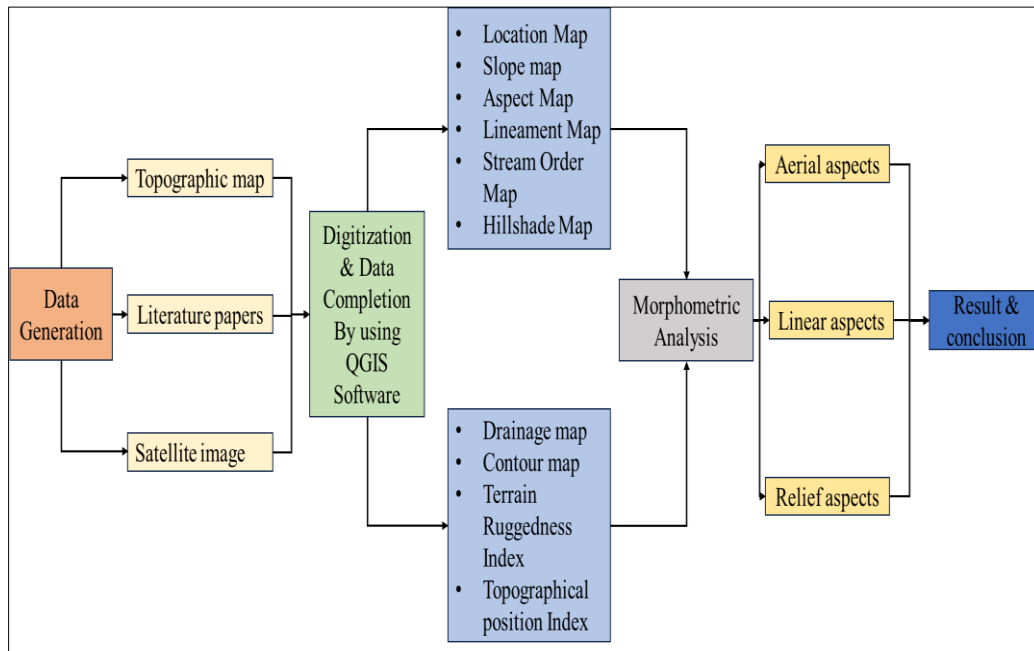 Data
Generation
Topographic map
Literature papers
Satellite image
Digitization
& Data
Completion
By using
QGIS
Software
• Location Map
• Slope map
• Aspect Map
• Lineament Map
• Stream Order
Map
• Hillshade Map
• Drainage map
• Contour map
• Terrain
Ruggedness
Index
• Topographical
position Index
Morphometric
Analysis
Aerial aspects
Linear aspects
Relief aspects
Result &
conclusion